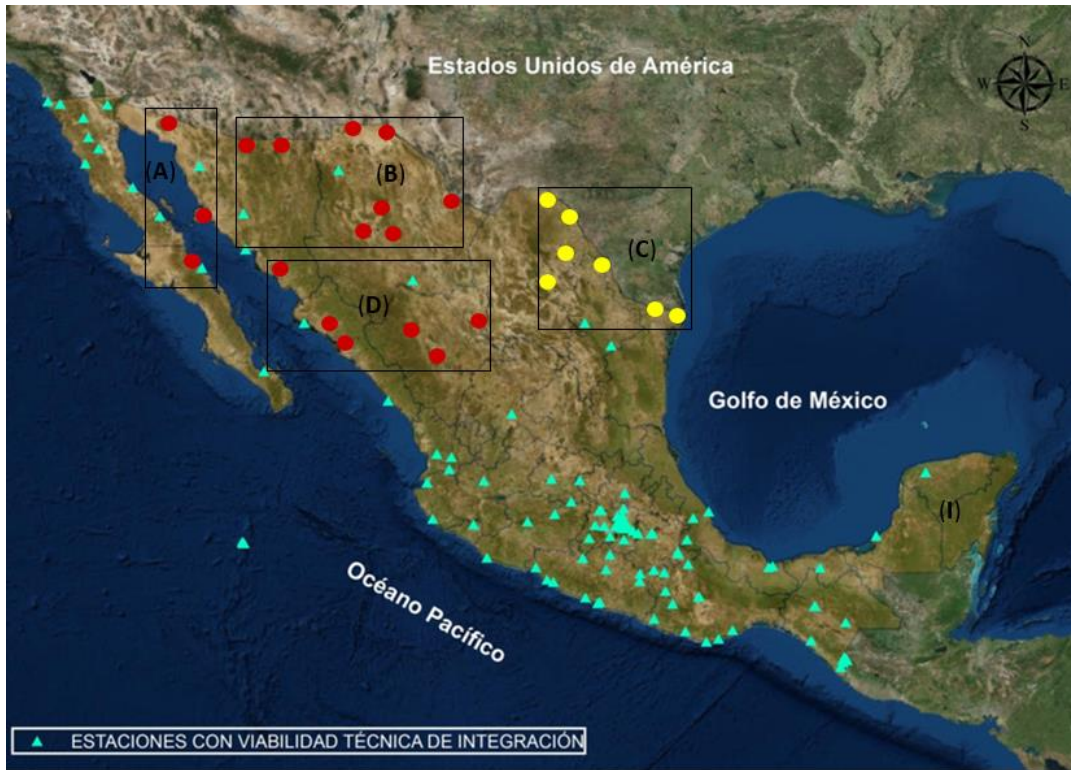 Estados Unidos de América
N
W E
S
(A)
(B)
(C)
(D)
Golfo de México
(I)
Océano Pacífico
ESTACIONES CON VIABILIDAD TÉCNICA DE INTEGRACIÓN